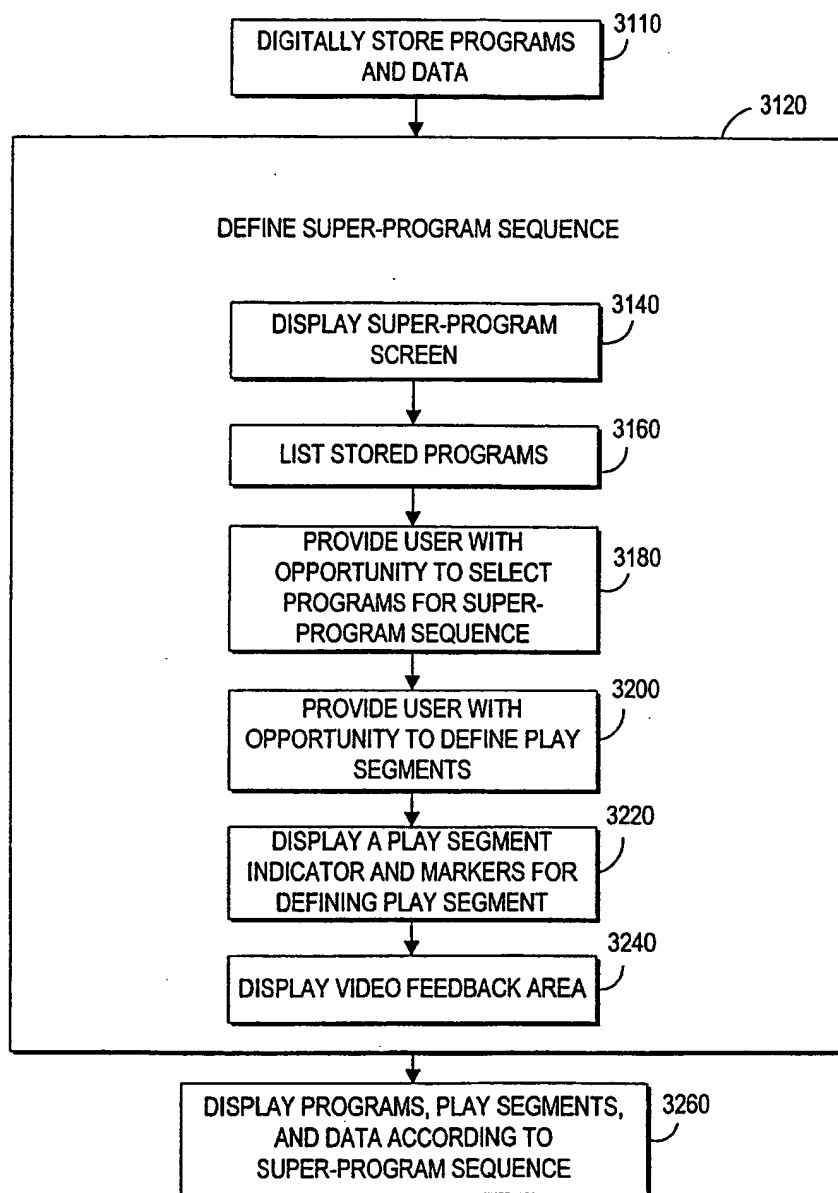 DIGITALLY STORE PROGRAMS
AND DATA
3110
3120
DEFINE SUPER-PROGRAM SEQUENCE
DISPLAY SUPER-PROGRAM
SCREEN
3140
LIST STORED PROGRAMS
3160
PROVIDE USER WITH
OPPORTUNITY TO SELECT
PROGRAMS FOR SUPER-
PROGRAM SEQUENCE
3180
PROVIDE USER WITH
OPPORTUNITY TO DEFINE PLAY
SEGMENTS
3200
DISPLAY A PLAY SEGMENT
INDICATOR AND MARKERS FOR
DEFINING PLAY SEGMENT
3220
DISPLAY VIDEO FEEDBACK AREA
3240
DISPLAY PROGRAMS, PLAY SEGMENTS,
AND DATA ACCORDING TO
SUPER-PROGRAM SEQUENCE
3260